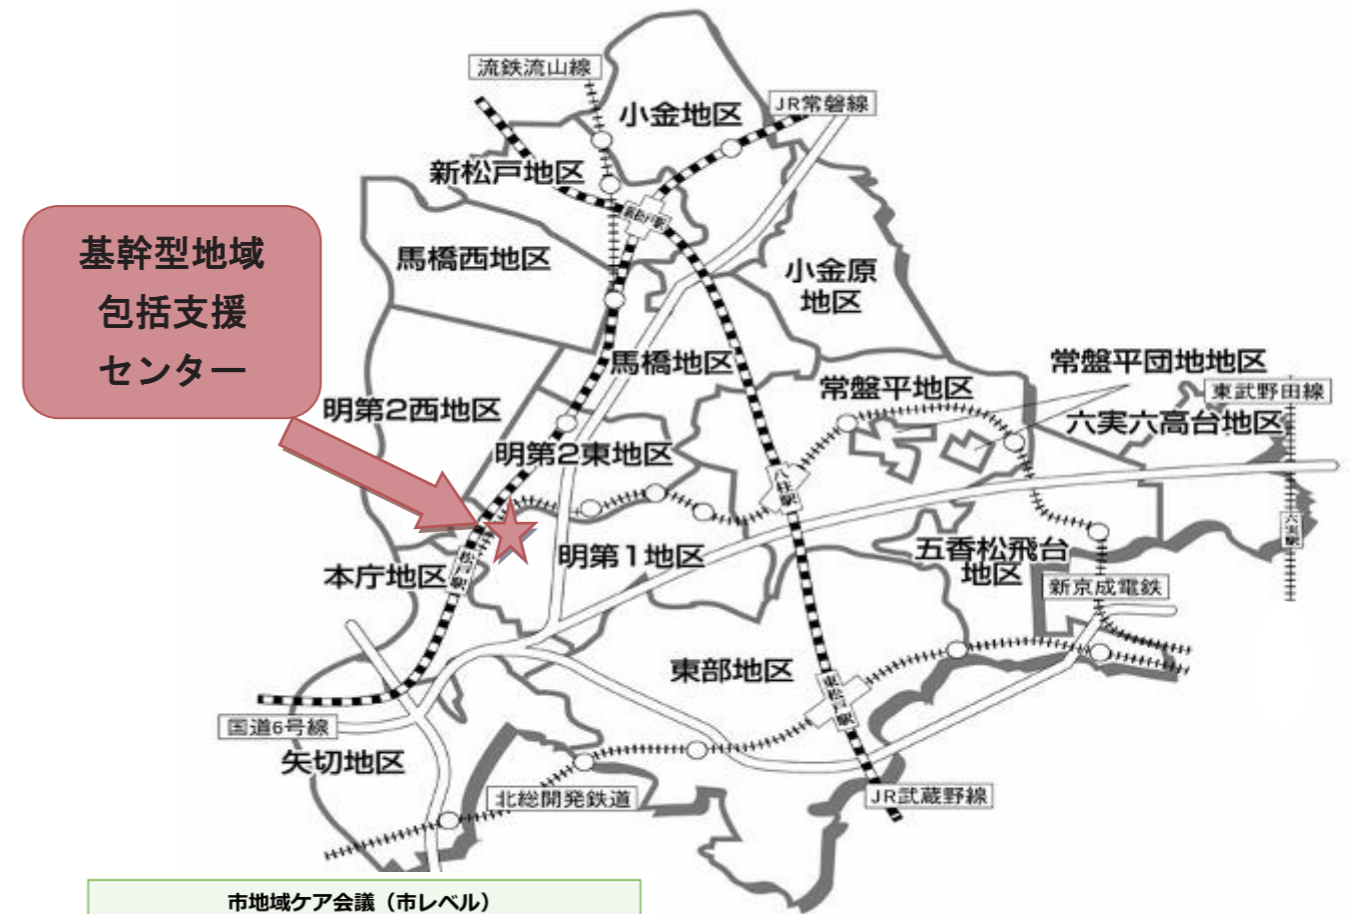 流鉄流山線
JR常磐線
小金地区
新松戸地区
新松戸駅
基幹型地域
包括支援
センター
馬橋西地区
小金原
地区
馬橋地区
常盤平団地地区
常盤平地区
東武野田線
明第2西地区
六実六高台地区
明第2東地区
八柱駅
六実駅
明第1地区
五香松飛台
地区
松戸駅
本庁地区
新京成電鉄
東部地区
東松戸駅
国道6号線
矢切地区
北総開発鉄道
JR武蔵野線
市地域ケア会議（市レベル）